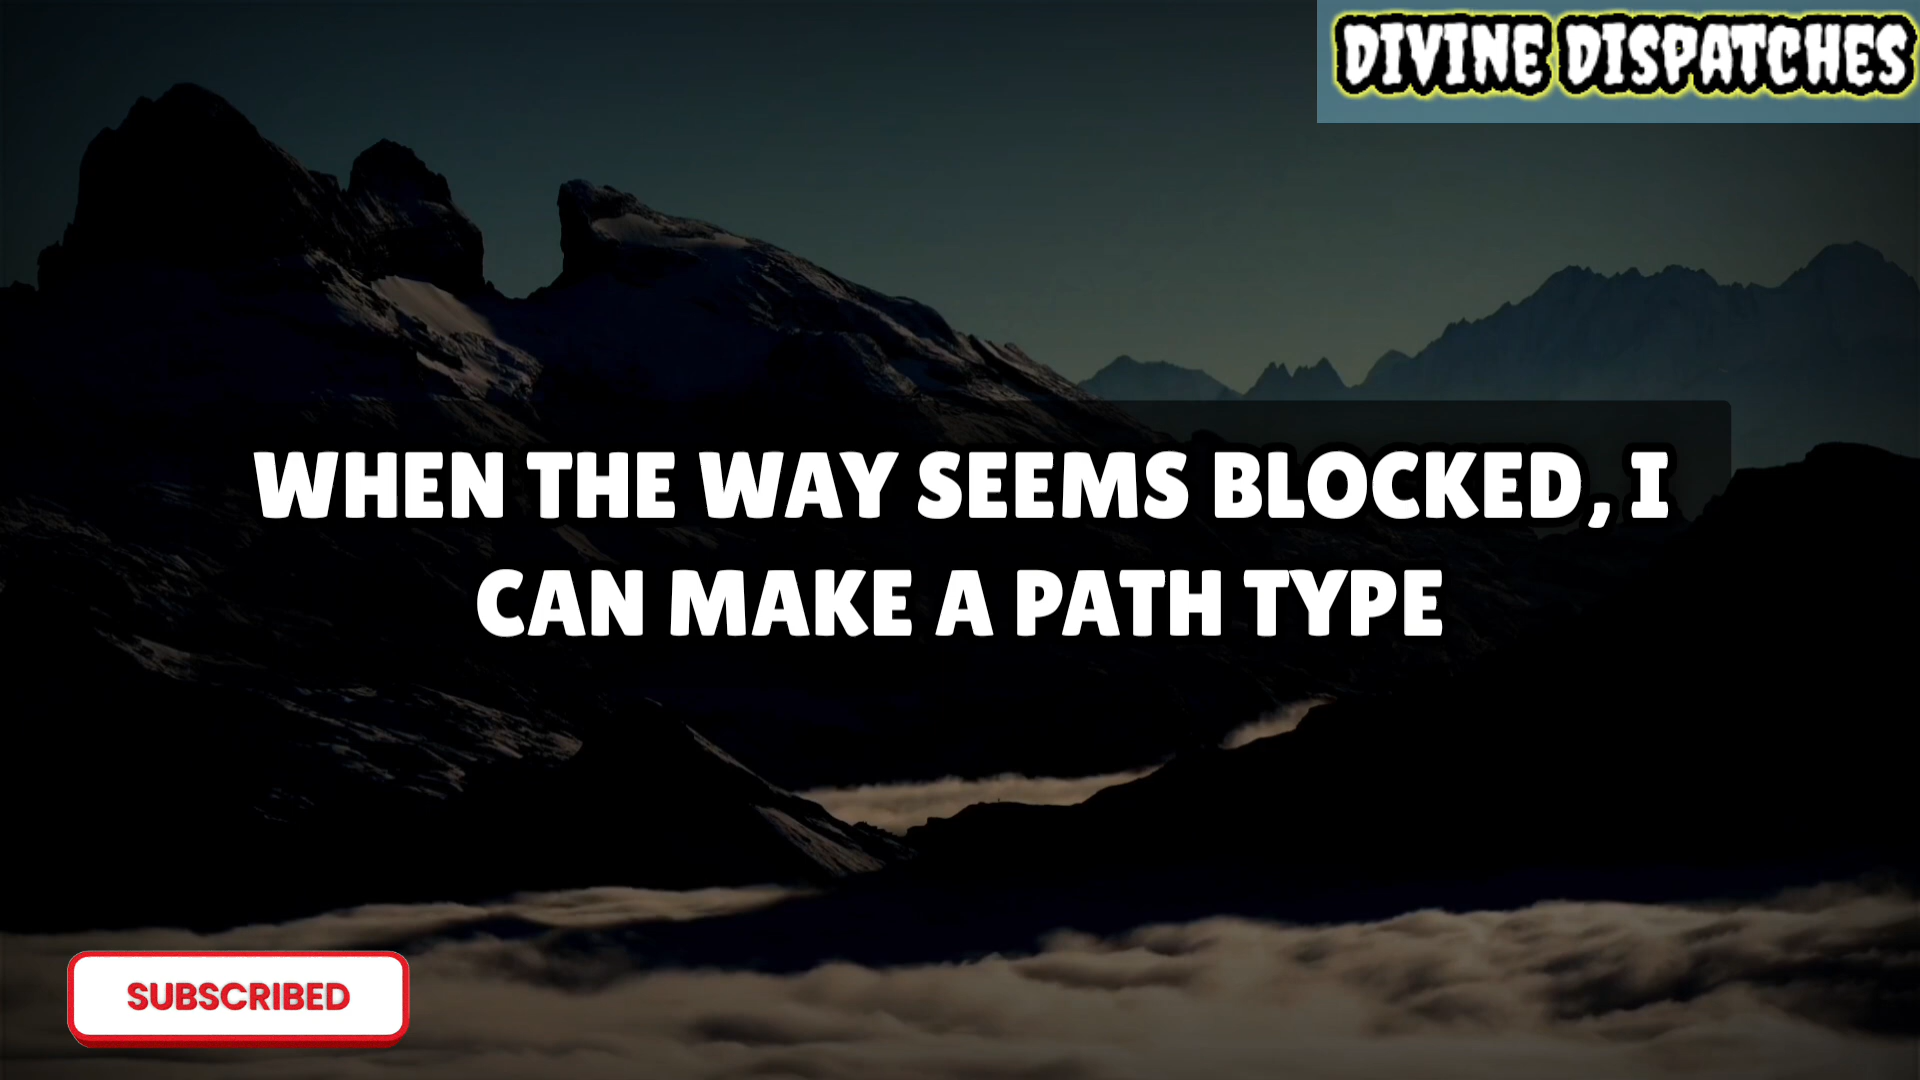 DIVINE DISPATCHES
WHEN THE WAY SEEMS BLOCKED, I
CAN MAKE A PATH TYPE
SUBSCRIBED